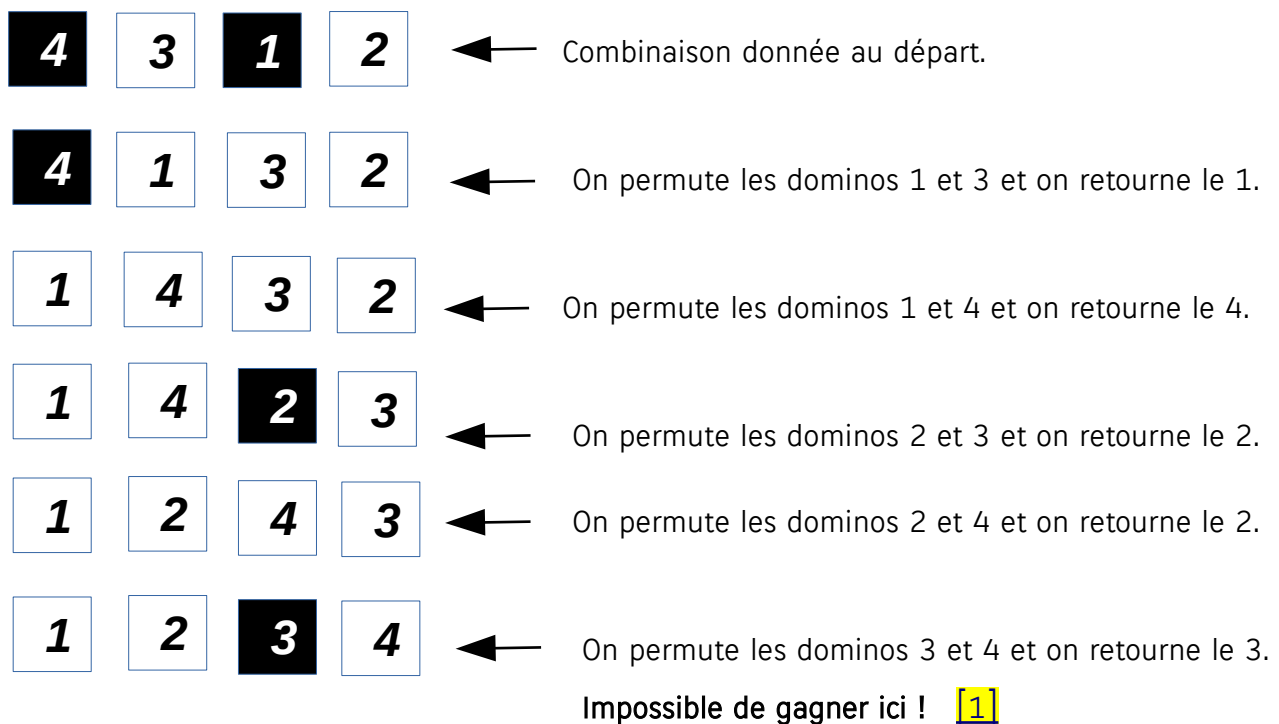 4 3 1 2 Combinaison donnée au départ.
4 1 3 2 On permute les dominos 1 et 3 et on retourne le 1.
1 4 3 2 On permute les dominos 1 et 4 et on retourne le 4.
1 4 2 3 On permute les dominos 2 et 3 et on retourne le 2.
1 2 4 3 On permute les dominos 2 et 4 et on retourne le 2.
1 2 3 4 On permute les dominos 3 et 4 et on retourne le 3.
Impossible de gagner ici ! [1]